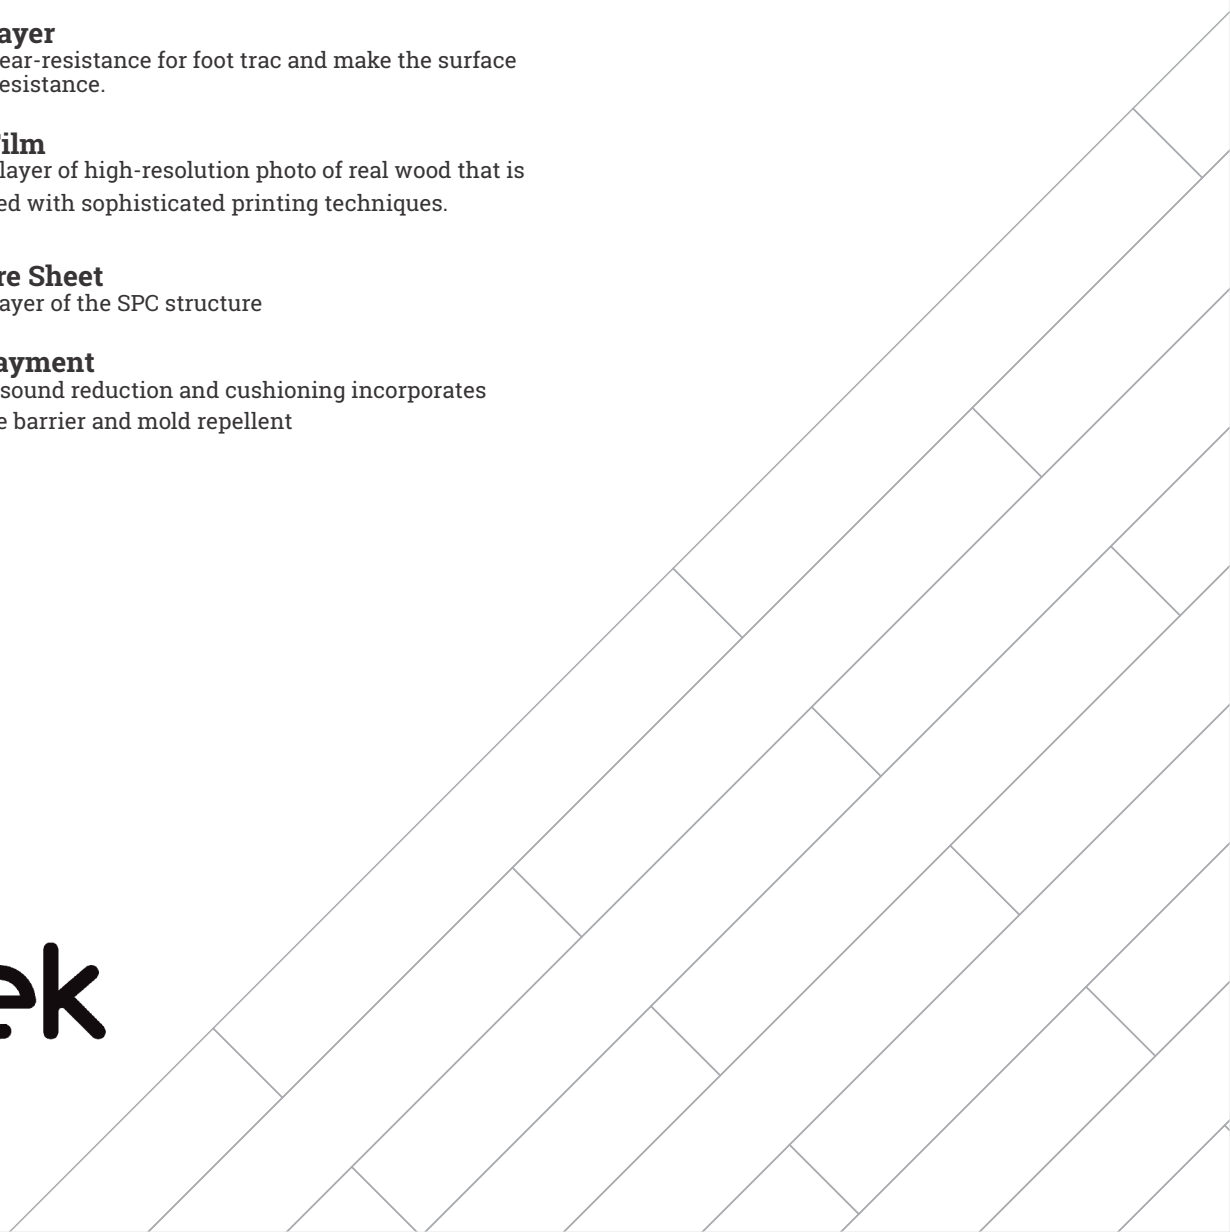 ayer
ear-resistance for foot trac and make the surface
esistance.
ilm
layer of high-resolution photo of real wood that is
ed with sophisticated printing techniques.
re Sheet
ayer of the SPC structure
ayment
sound reduction and cushioning incorporates
e barrier and mold repellent
ek